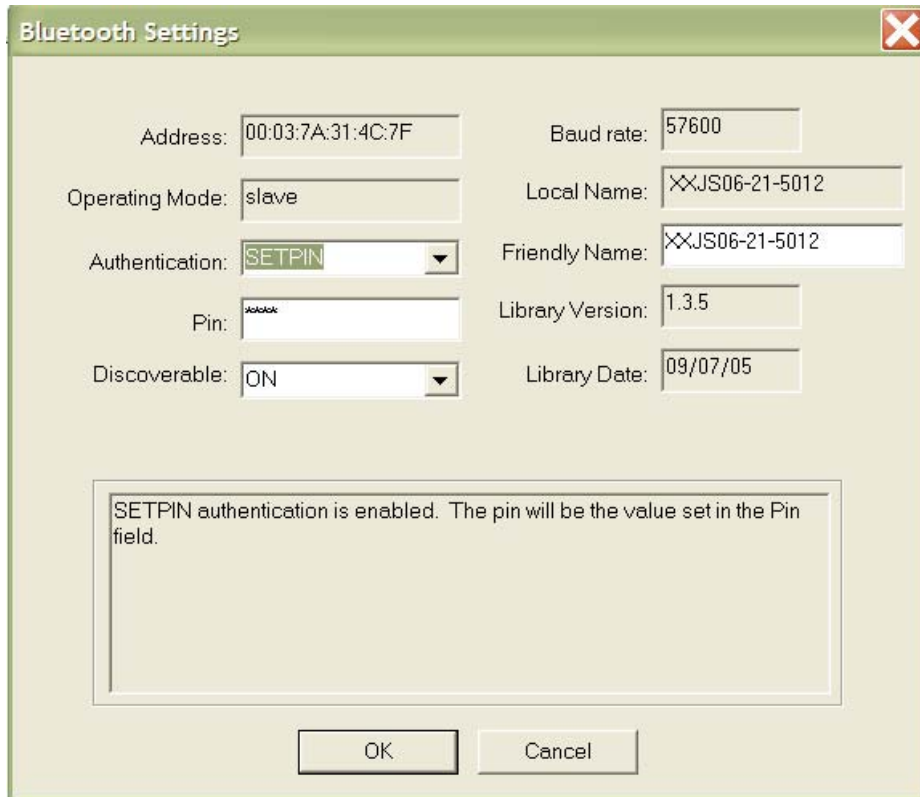 Bluetooth Settings
Address: 00:03:7A:31:4C:7F
Baud rate: 57600
Operating Mode: slave
Local Name: XXJS06-21-5012
Authentication: SETPIN
Friendly Name: XXJS06-21-5012
Pin: ****
Library Version: 1.3.5
Discoverable: ON
Library Date: 09/07/05
SETPIN authentication is enabled. The pin will be the value set in the Pin
field.
OK
Cancel